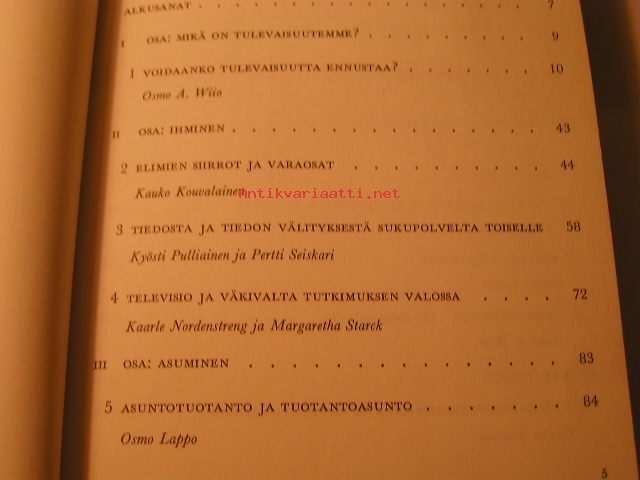 ALKUSANAT . . . . . . . . . . . . . . . . 7
I OSA: MIKÄ ON TULEVAISUUTEMME? . . . . . . . . 9
1 VOIDAANKO TULEVAISUUTTA ENNUSTAA? . . . . . . . 10
Osmo A. Wiio
II OSA: IHMINEN . . . . . . . . . . . . . . . . 43
2 ELIMIEN SIIRROT JA VARAOSAT . . . . . . . . . 44
Kauko Kouvalainen
Antikvariaatti.net
3 TIEDOSTA JA TIEDON VÄLITYKSESTÄ SUKUPOLVELTA TOISELLE 58
Kyösti Pulliainen ja Pertti Seiskari
4 TELEVISIO JA VÄKIVALTA TUTKIMUKSEN VALOSSA . . . . 72
Kaarle Nordenstreng ja Margaretha Starck
III OSA: ASUMINEN . . . . . . . . . . . . . . . 83
5 ASUNTOTUOTANTO JA TUOTANTOASUNTO . . . . . . . 84
Osmo Lappo
5